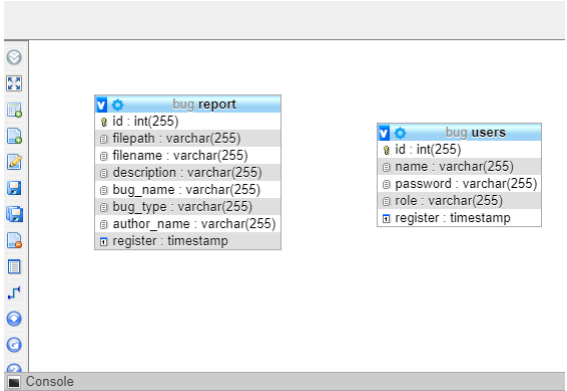 bug report
id : int(255)
filepath : varchar(255)
filename : varchar(255)
description : varchar(255)
bug_name : varchar(255)
bug_type : varchar(255)
author_name : varchar(255)
register : timestamp
bug users
id : int(255)
name : varchar(255)
password : varchar(255)
role : varchar(255)
register : timestamp
Console